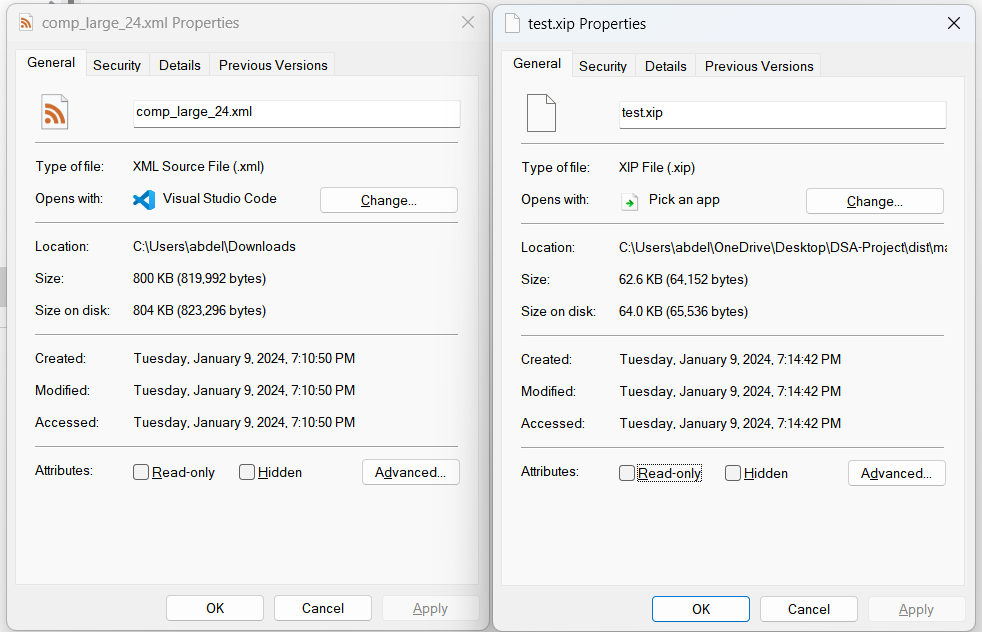 comp_large_24.xml Properties
General Security Details Previous Versions
comp_large_24.xml
Type of file: XML Source File (.xml)
Opens with: Visual Studio Code Change...
Location: C:\Users\abdel\Downloads
Size: 800 KB (819,992 bytes)
Size on disk: 804 KB (823,296 bytes)
Created: Tuesday, January 9, 2024, 7:10:50 PM
Modified: Tuesday, January 9, 2024, 7:10:50 PM
Accessed: Tuesday, January 9, 2024, 7:10:50 PM
Attributes: Read-only Hidden Advanced...
OK Cancel Apply
test.xip Properties
General Security Details Previous Versions
test.xip
Type of file: XIP File (.xip)
Opens with: Pick an app Change...
Location: C:\Users\abdel\OneDrive\Desktop\DSA-Project\dist\ma
Size: 62.6 KB (64,152 bytes)
Size on disk: 64.0 KB (65,536 bytes)
Created: Tuesday, January 9, 2024, 7:14:42 PM
Modified: Tuesday, January 9, 2024, 7:14:42 PM
Accessed: Tuesday, January 9, 2024, 7:14:42 PM
Attributes: Read-only Hidden Advanced...
OK Cancel Apply